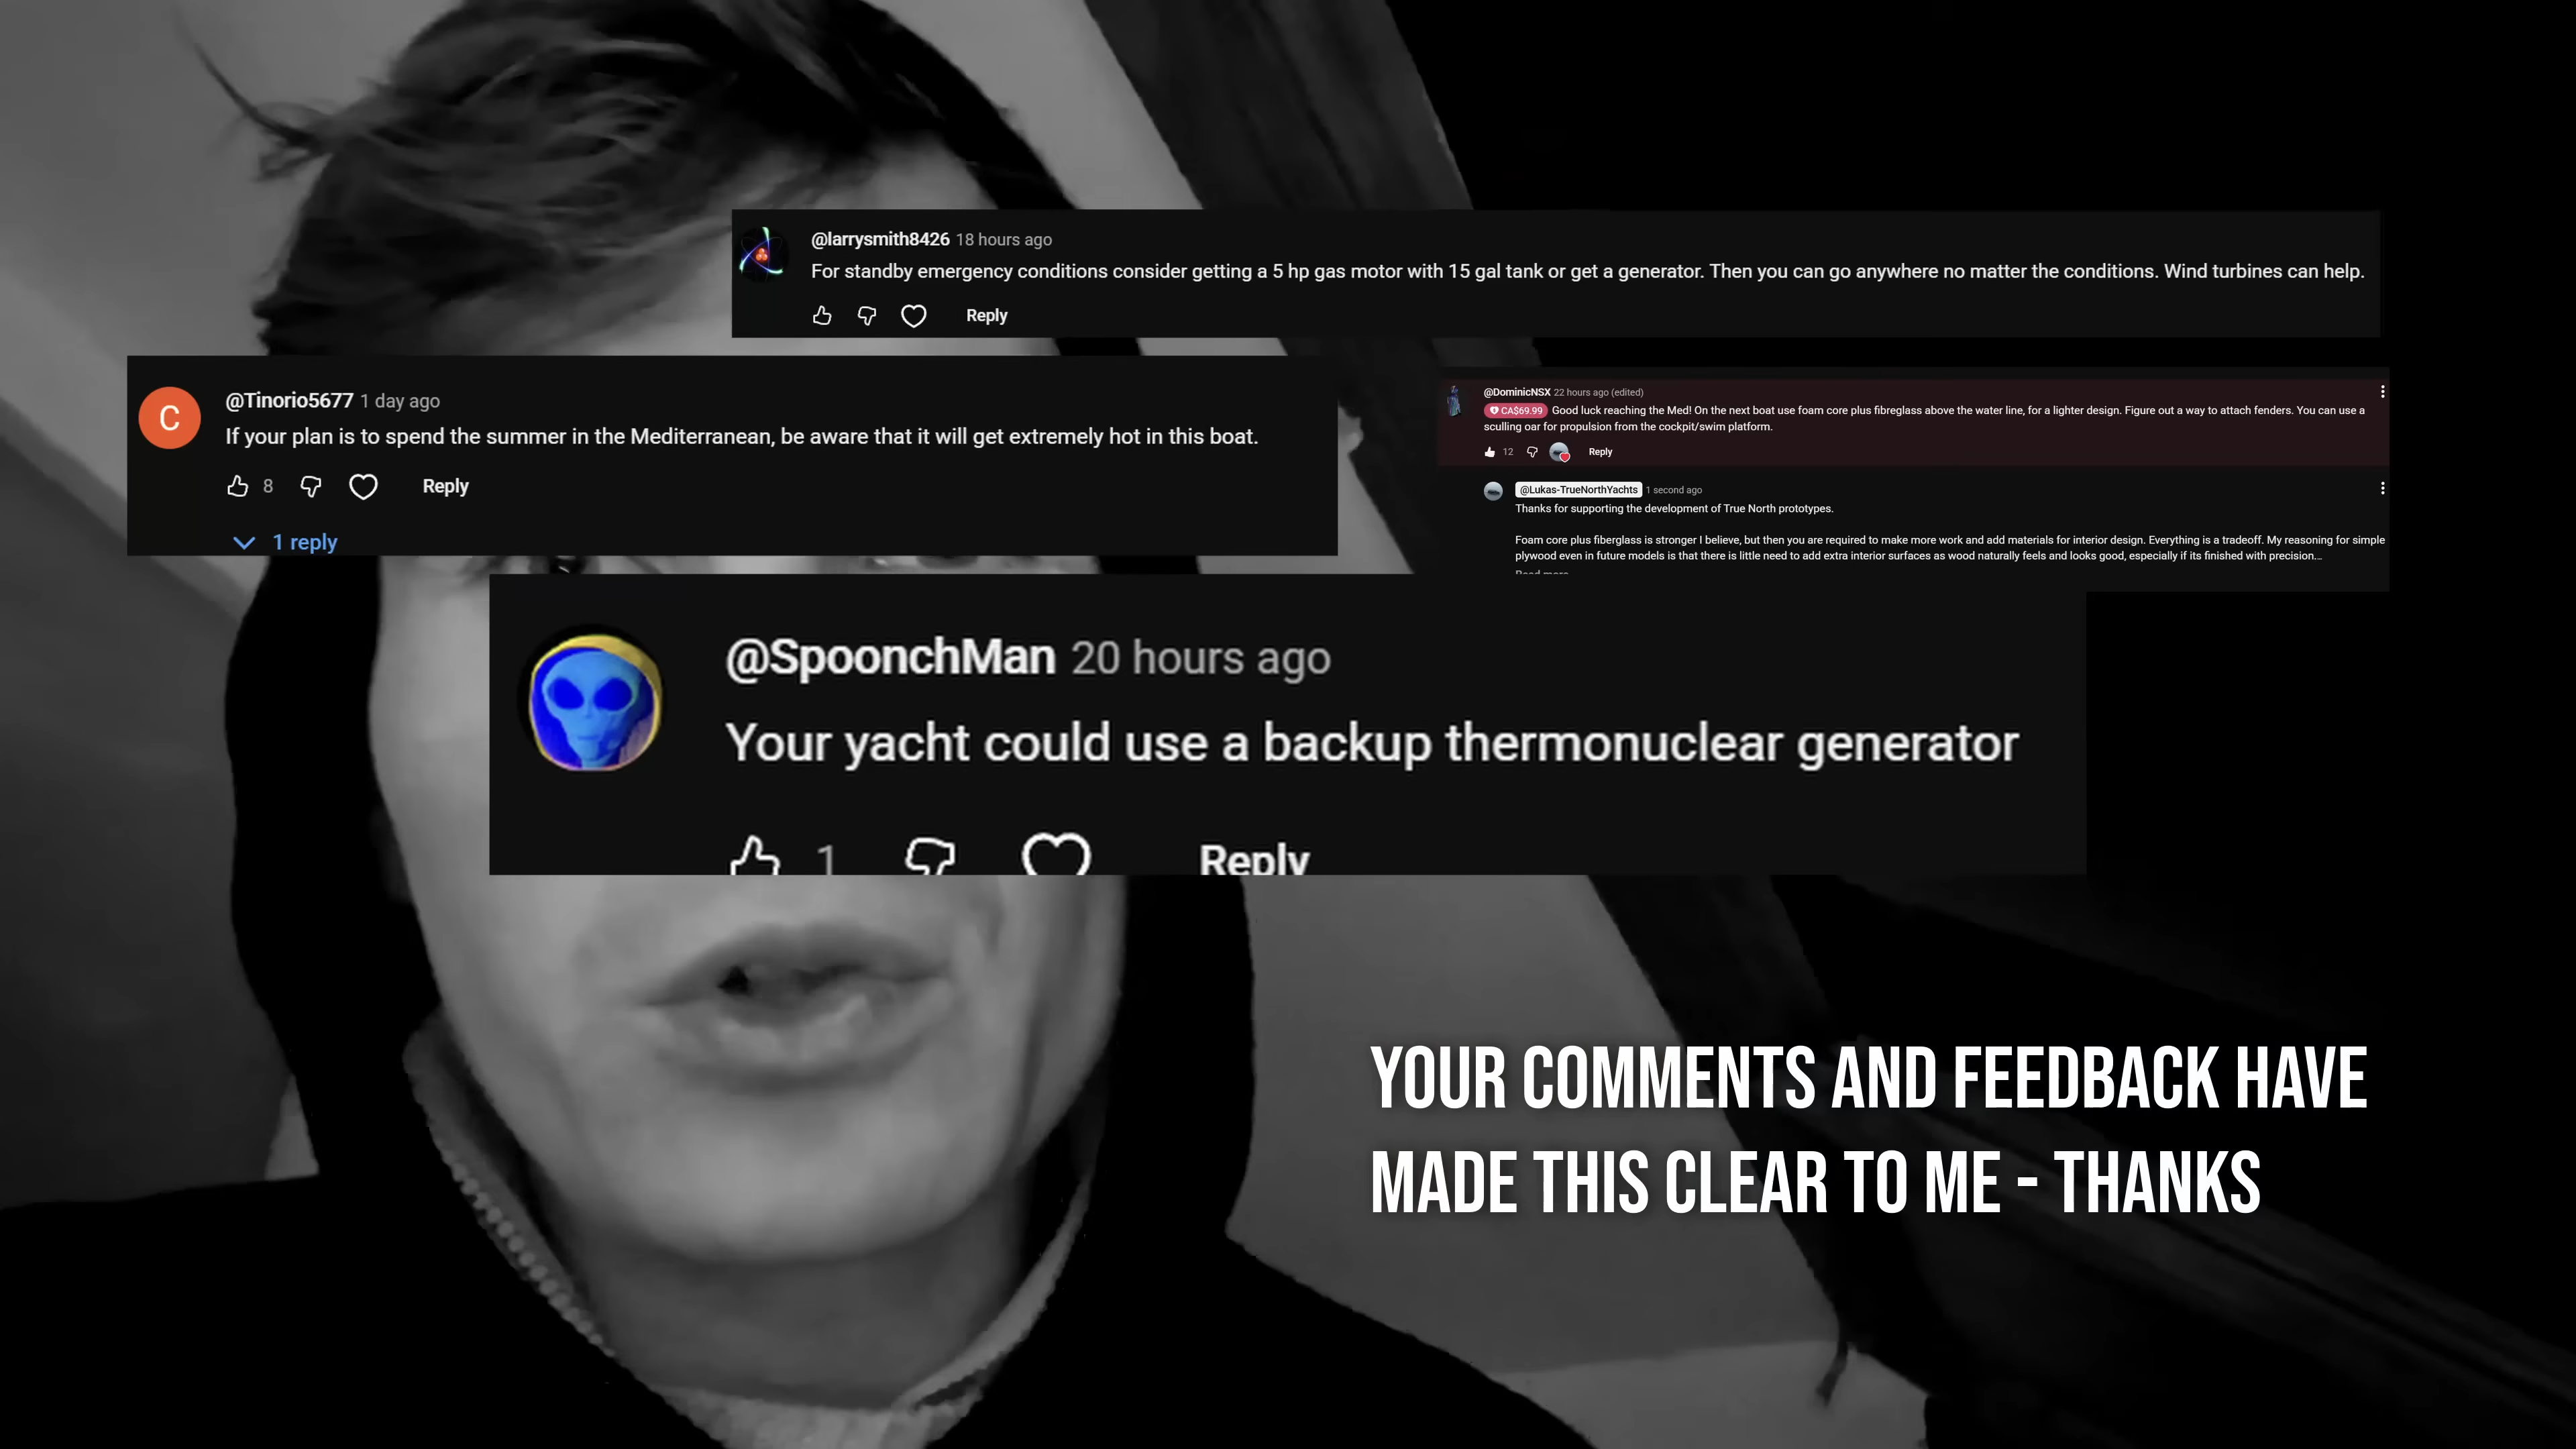 @larrysmith8426 18 hours ago
For standby emergency conditions consider getting a 5 hp gas motor with 15 gal tank or get a generator. Then you can go anywhere no matter the conditions. Wind turbines can help.
Reply
C
@Tinorio5677 1 day ago
If your plan is to spend the summer in the Mediterranean, be aware that it will get extremely hot in this boat.
8 Reply
1 reply
@DominicNSX 22 hours ago (edited)
CA$69.99 Good luck reaching the Med! On the next boat use foam core plus fibreglass above the water line, for a lighter design. Figure out a way to attach fenders. You can use a
sculling oar for propulsion from the cockpit/swim platform.
12 Reply
@Lukas-TrueNorthYachts 1 second ago
Thanks for supporting the development of True North prototypes.
Foam core plus fiberglass is stronger I believe, but then you are required to make more work and add materials for interior design. Everything is a tradeoff. My reasoning for simple
plywood even in future models is that there is little need to add extra interior surfaces as wood naturally feels and looks good, especially if its finished with precision...
Read more
@SpoonchMan 20 hours ago
Your yacht could use a backup thermonuclear generator
1 Reply
YOUR COMMENTS AND FEEDBACK HAVE
MADE THIS CLEAR TO ME - THANKS